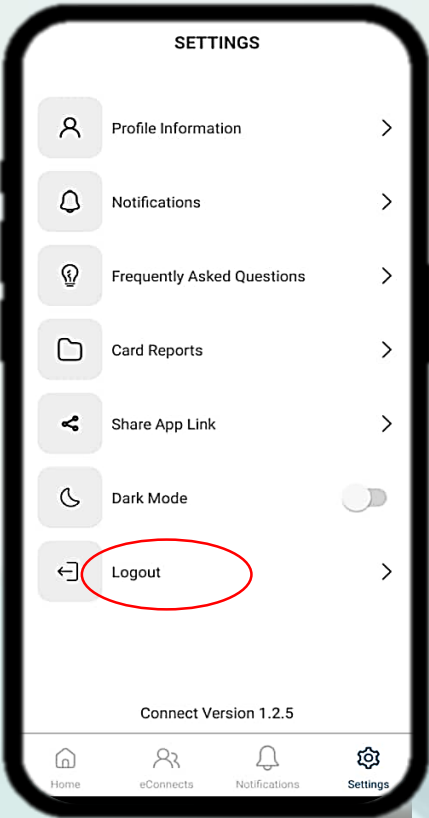 SETTINGS
Profile Information
Notifications
Frequently Asked Questions
Card Reports
Share App Link
Dark Mode
Logout
Connect Version 1.2.5
Home eConnects Notifications Settings